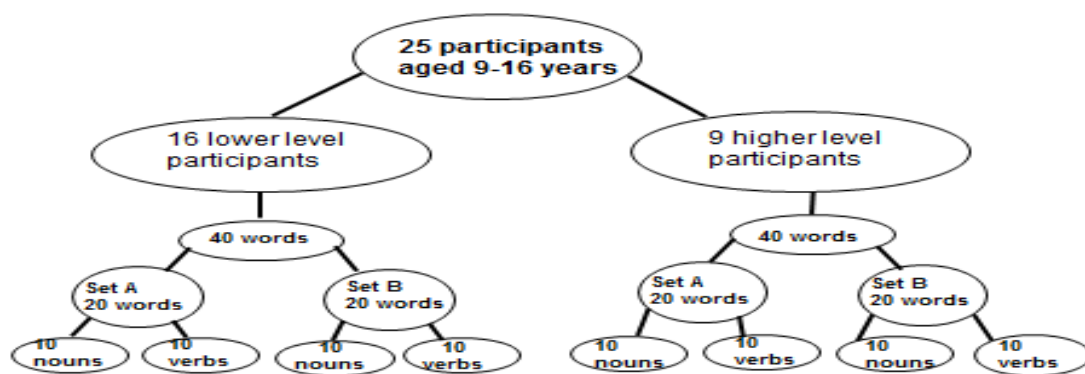 25 participants
aged 9-16 years
16 lower level
participants
9 higher level
participants
40 words
40 words
Set A
20 words
Set B
20 words
Set A
20 words
Set B
20 words
10
nouns
10
verbs
10
nouns
10
verbs
10
nouns
10
verbs
10
nouns
10
verbs